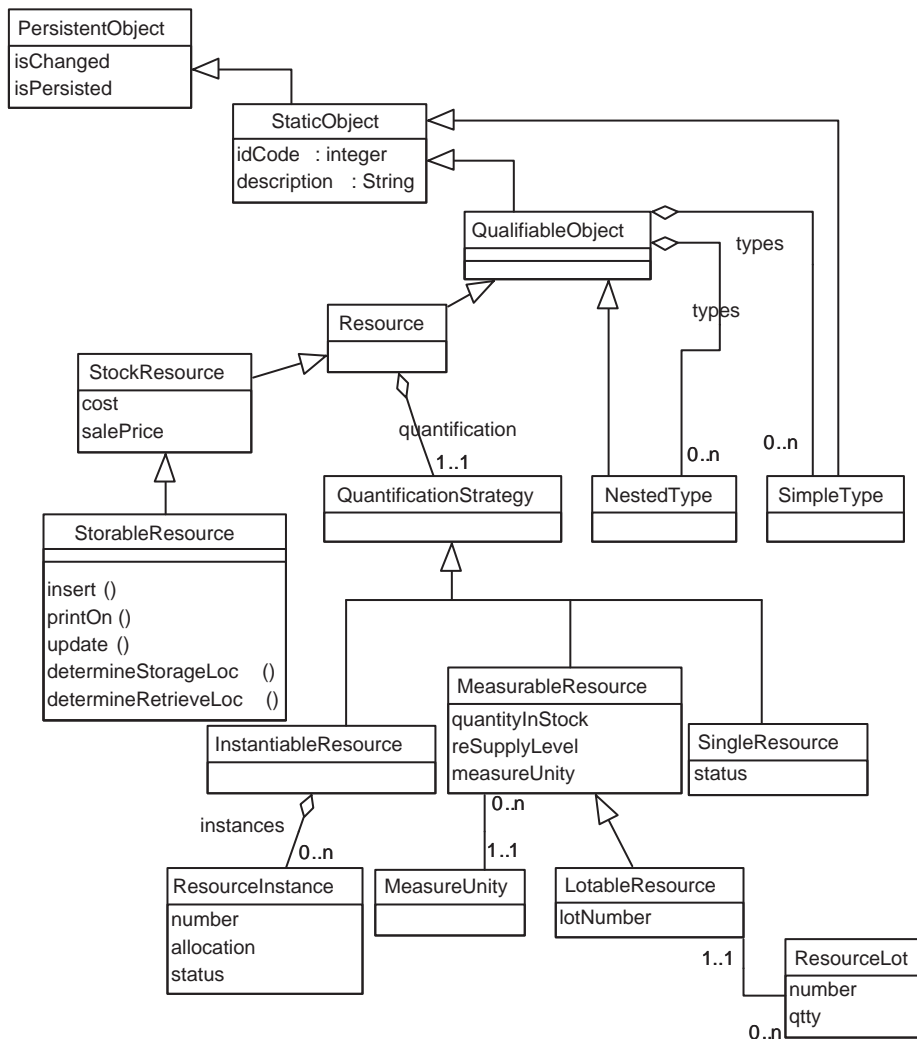 PersistentObject
isChanged
isPersisted
StaticObject
idCode : integer
description : String
QualifiableObject
types
types
Resource
StockResource
cost
salePrice
quantification
1..1
0..n
0..n
QuantificationStrategy
NestedType
SimpleType
StorableResource
insert ()
printOn ()
update ()
determineStorageLoc ()
determineRetrieveLoc ()
MeasurableResource
quantityInStock
reSupplyLevel
measureUnity
InstantiableResource
SingleResource
status
instances
0..n
0..n
1..1
ResourceInstance
number
allocation
status
MeasureUnity
LotableResource
lotNumber
1..1
ResourceLot
number
qtty
0..n